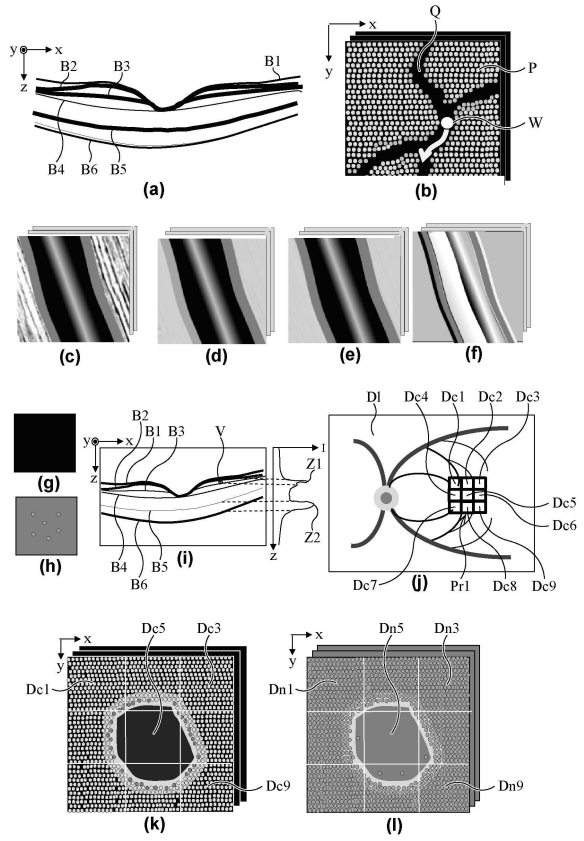 y x
z
B2 B3 B1
B4 B6 B5
(a)
x
y
Q
P
W
(b)
(c) (d) (e) (f)
(g)
(h)
y x
z
B2 B1 B3 V
B4 B5
B6
(i)
I
Z1
Z2
z
Dl Dc4 Dc1 Dc2 Dc3
Dc5
Dc6
Dc7 Pr1 Dc8 Dc9
(j)
x
y
Dc5 Dc3
Dc1
Dc9
(k)
x
y
Dn5 Dn3
Dn1
Dn9
(l)